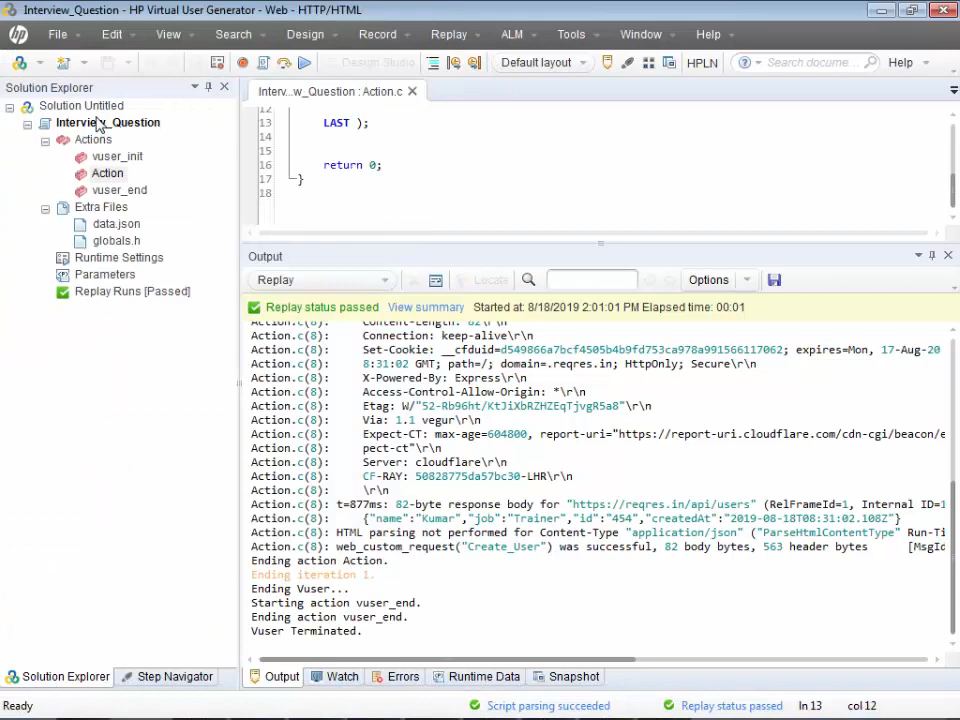 Interview_Question - HP Virtual User Generator - Web - HTTP/HTML
hp File Edit View Search Design Record Replay ALM Tools Window Help
Design Studio Default layout HPLN Search document... Help
Solution Explorer
Solution Untitled
Interview_Question
Actions
vuser_init
Action
vuser_end
Extra Files
data.json
globals.h
Runtime Settings
Parameters
Replay Runs [Passed]
Interv...w_Question : Action.c
12
13 LAST );
14
15
16 return 0;
17 }
18
Output
Replay Locate Options
Replay status passed View summary Started at: 8/18/2019 2:01:01 PM Elapsed time: 00:01
Action.c(8): Content-Length: 82\r\n
Action.c(8): Connection: keep-alive\r\n
Action.c(8): Set-Cookie: __cfduid=d549866a7bcf4505b4b9fd753ca978a991566117062; expires=Mon, 17-Aug-20
Action.c(8): 8:31:02 GMT; path=/; domain=.reqres.in; HttpOnly; Secure\r\n
Action.c(8): X-Powered-By: Express\r\n
Action.c(8): Access-Control-Allow-Origin: *\r\n
Action.c(8): Etag: W/"52-Rb96ht/KtJiXbRZHZEqTjvgR5a8"\r\n
Action.c(8): Via: 1.1 vegur\r\n
Action.c(8): Expect-CT: max-age=604800, report-uri="https://report-uri.cloudflare.com/cdn-cgi/beacon/e
Action.c(8): pect-ct"\r\n
Action.c(8): Server: cloudflare\r\n
Action.c(8): CF-RAY: 50828775da57bc30-LHR\r\n
Action.c(8): \r\n
Action.c(8): t=877ms: 82-byte response body for "https://reqres.in/api/users" (RelFrameId=1, Internal ID=1
Action.c(8): {"name":"Kumar","job":"Trainer","id":"454","createdAt":"2019-08-18T08:31:02.108Z"}
Action.c(8): HTML parsing not performed for Content-Type "application/json" ("ParseHtmlContentType" Run-Ti
Action.c(8): web_custom_request("Create_User") was successful, 82 body bytes, 563 header bytes [MsgId
Ending action Action.
Ending iteration 1.
Ending Vuser...
Starting action vuser_end.
Ending action vuser_end.
Vuser Terminated.
Solution Explorer Step Navigator Output Watch Errors Runtime Data Snapshot
Ready Script parsing succeeded Replay status passed ln 13 col 12